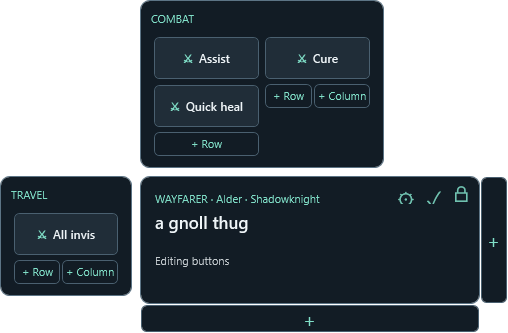 COMBAT
Assist
Cure
Quick heal
+ Row
+ Column
+ Row
TRAVEL
All invis
+ Row
+ Column
WAYFARER · Alder · Shadowknight
a gnoll thug
Editing buttons
+
+